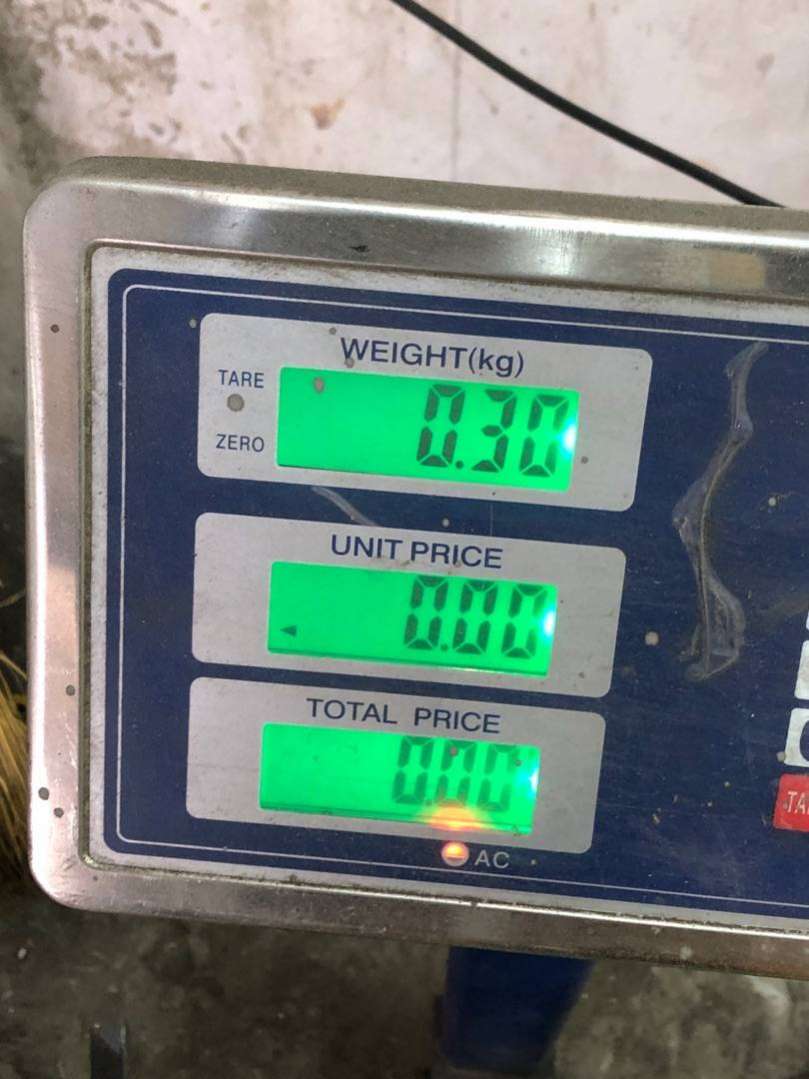 WEIGHT(kg)
TARE
0.30
ZERO
UNIT PRICE
0.00
TOTAL PRICE
0.00
AC